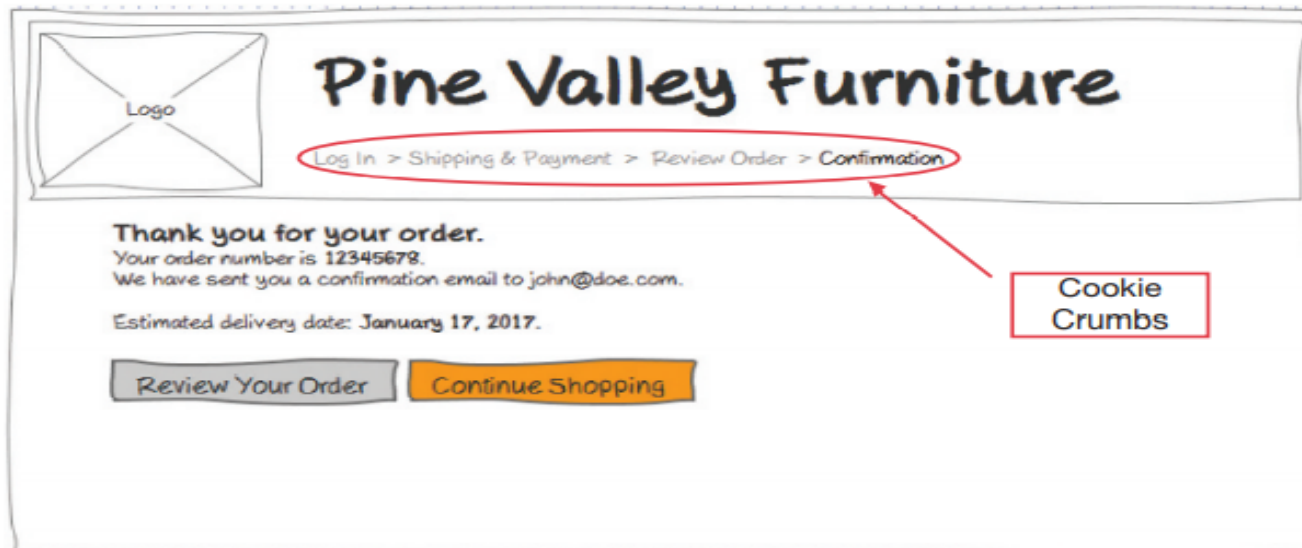 Pine Valley Furniture
Logo
Log In > Shipping & Payment > Review Order > Confirmation
Thank you for your order.
Your order number is 12345678.
We have sent you a confirmation email to john@doe.com.
Cookie
Crumbs
Estimated delivery date: January 17, 2017.
Review Your Order
Continue Shopping